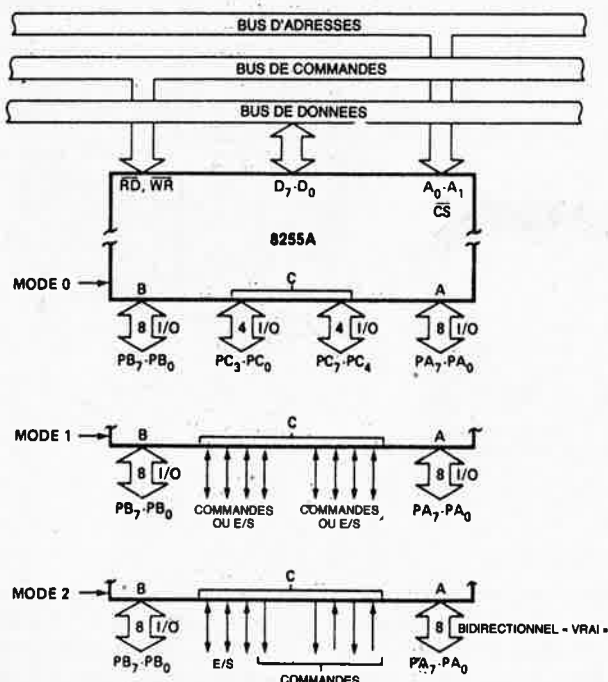 BUS D'ADRESSES
BUS DE COMMANDES
BUS DE DONNEES
RD, WR D7-D0 A0-A1
CS
8255A
MODE 0 B C A
8 I/O 4 I/O 4 I/O 8 I/O
PB7-PB0 PC3-PC0 PC7-PC4 PA7-PA0
MODE 1 B C A
8 I/O 8 I/O
PB7-PB0 COMMANDES OU E/S COMMANDES OU E/S PA7-PA0
MODE 2 B C A
8 I/O 8 BIDIRECTIONNEL « VRAI »
PB7-PB0 E/S PA7-PA0
COMMANDES